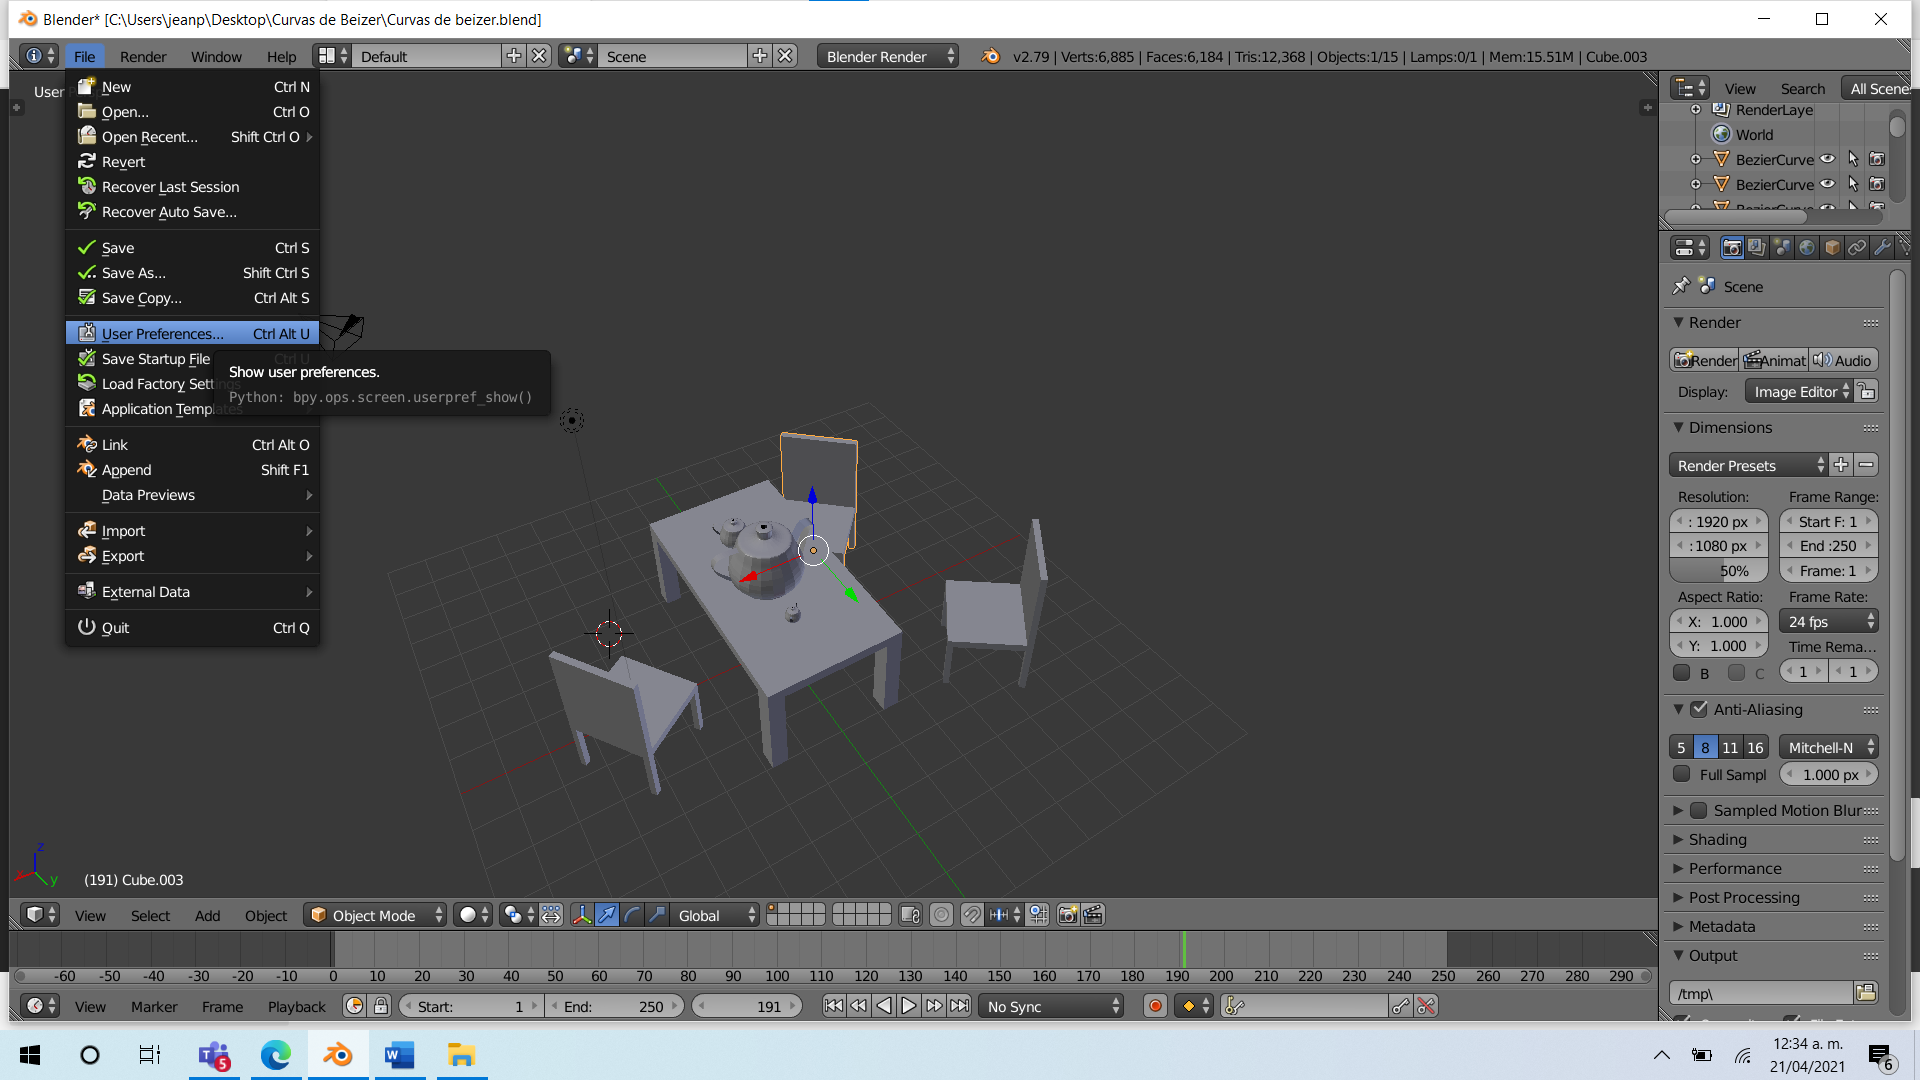 Blender* [C:\Users\jeanp\Desktop\Curvas de Beizer\Curvas de beizer.blend]
File Render Window Help Default Scene Blender Render v2.79 | Verts:6,885 | Faces:6,184 | Tris:12,368 | Objects:1/15 | Lamps:0/1 | Mem:15.51M | Cube.003
User
New Ctrl N
Open... Ctrl O
Open Recent... Shift Ctrl O
Revert
Recover Last Session
Recover Auto Save...
Save Ctrl S
Save As... Shift Ctrl S
Save Copy... Ctrl Alt S
User Preferences... Ctrl Alt U
Save Startup File Ctrl U
Load Factory Settings
Application Templates
Link Ctrl Alt O
Append Shift F1
Data Previews
Import
Export
External Data
Quit Ctrl Q
Show user preferences.
Python: bpy.ops.screen.userpref_show()
View Search All Scene
RenderLaye
World
BezierCurve
BezierCurve
BezierCurve
Scene
Render
Render Animat Audio
Display: Image Editor
Dimensions
Render Presets
Resolution: Frame Range:
: 1920 px Start F: 1
:1080 px End :250
50% Frame: 1
Aspect Ratio: Frame Rate:
X: 1.000 24 fps
Y: 1.000 Time Rema...
B C 1 1
Anti-Aliasing
5 8 11 16 Mitchell-N
Full Sampl 1.000 px
Sampled Motion Blur
Shading
Performance
Post Processing
Metadata
Output
/tmp\
z
x y
(191) Cube.003
View Select Add Object Object Mode Global
-60 -50 -40 -30 -20 -10 0 10 20 30 40 50 60 70 80 90 100 110 120 130 140 150 160 170 180 190 200 210 220 230 240 250 260 270 280 290
View Marker Frame Playback Start: 1 End: 250 191 No Sync
5
12:34 a. m.
21/04/2021
6